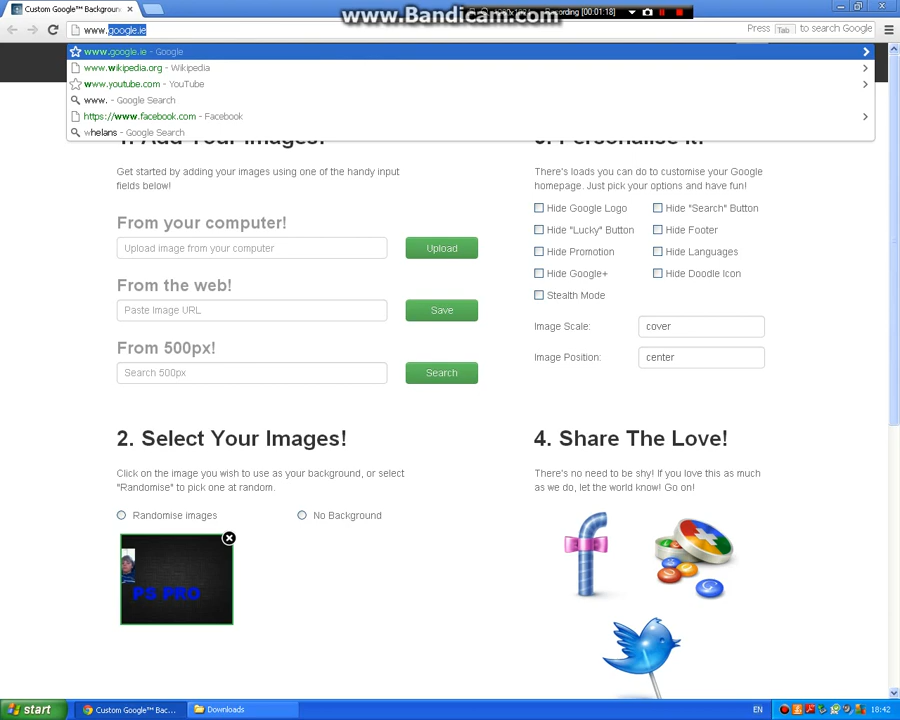 www.Bandicam.com
Recording [00:01:18]
Custom Google™ Backgroun
www.google.ie
Press Tab to search Google
www.google.ie - Google
www.wikipedia.org - Wikipedia
www.youtube.com - YouTube
www. - Google Search
https://www.facebook.com - Facebook
whelans - Google Search
1. Add Your Images!
3. Personalise It!
Get started by adding your images using one of the handy input
fields below!
There's loads you can do to customise your Google
homepage. Just pick your options and have fun!
From your computer!
Upload image from your computer
Upload
From the web!
Paste Image URL
Save
From 500px!
Search 500px
Search
Hide Google Logo
Hide "Search" Button
Hide "Lucky" Button
Hide Footer
Hide Promotion
Hide Languages
Hide Google+
Hide Doodle Icon
Stealth Mode
Image Scale:
cover
Image Position:
center
2. Select Your Images!
Click on the image you wish to use as your background, or select
"Randomise" to pick one at random.
Randomise images
No Background
PS PRO
4. Share The Love!
There's no need to be shy! If you love this as much
as we do, let the world know! Go on!
start
Custom Google™ Bac...
Downloads
EN
18:42